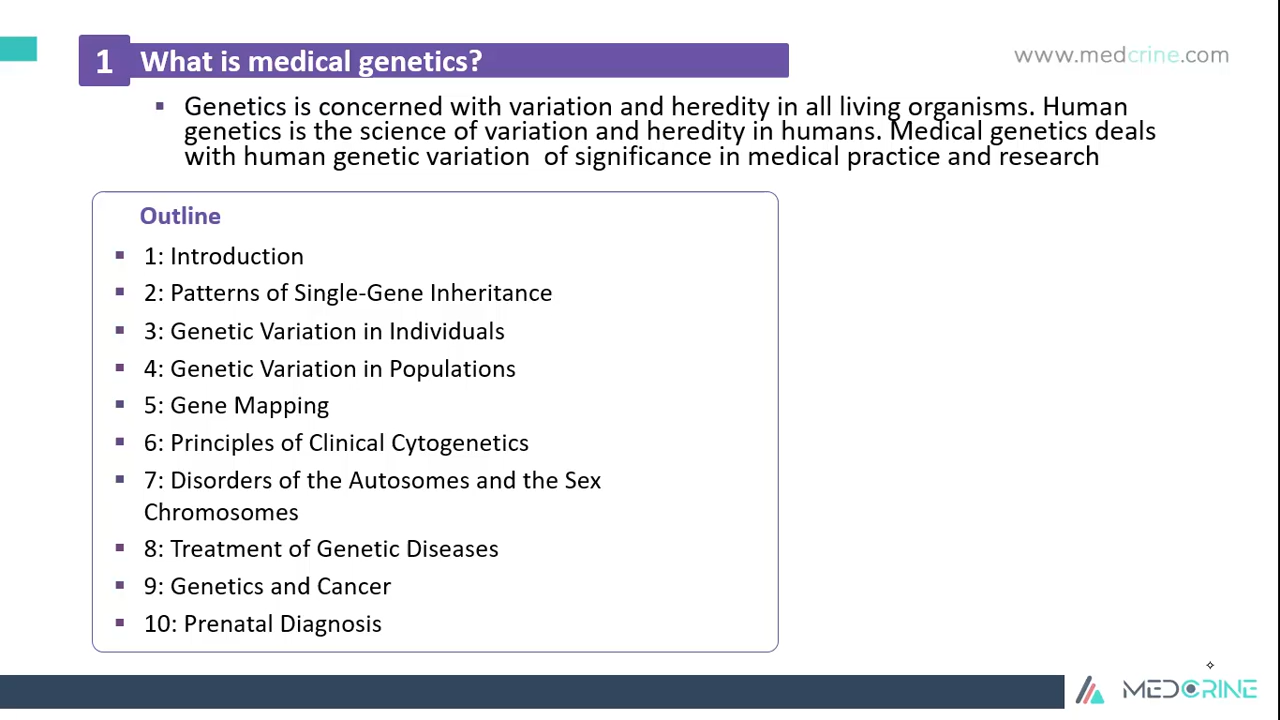 1 What is medical genetics?
www.medcrine.com
▪ Genetics is concerned with variation and heredity in all living organisms. Human
genetics is the science of variation and heredity in humans. Medical genetics deals
with human genetic variation of significance in medical practice and research
Outline
▪ 1: Introduction
▪ 2: Patterns of Single-Gene Inheritance
▪ 3: Genetic Variation in Individuals
▪ 4: Genetic Variation in Populations
▪ 5: Gene Mapping
▪ 6: Principles of Clinical Cytogenetics
▪ 7: Disorders of the Autosomes and the Sex
Chromosomes
▪ 8: Treatment of Genetic Diseases
▪ 9: Genetics and Cancer
▪ 10: Prenatal Diagnosis
MEDCRINE